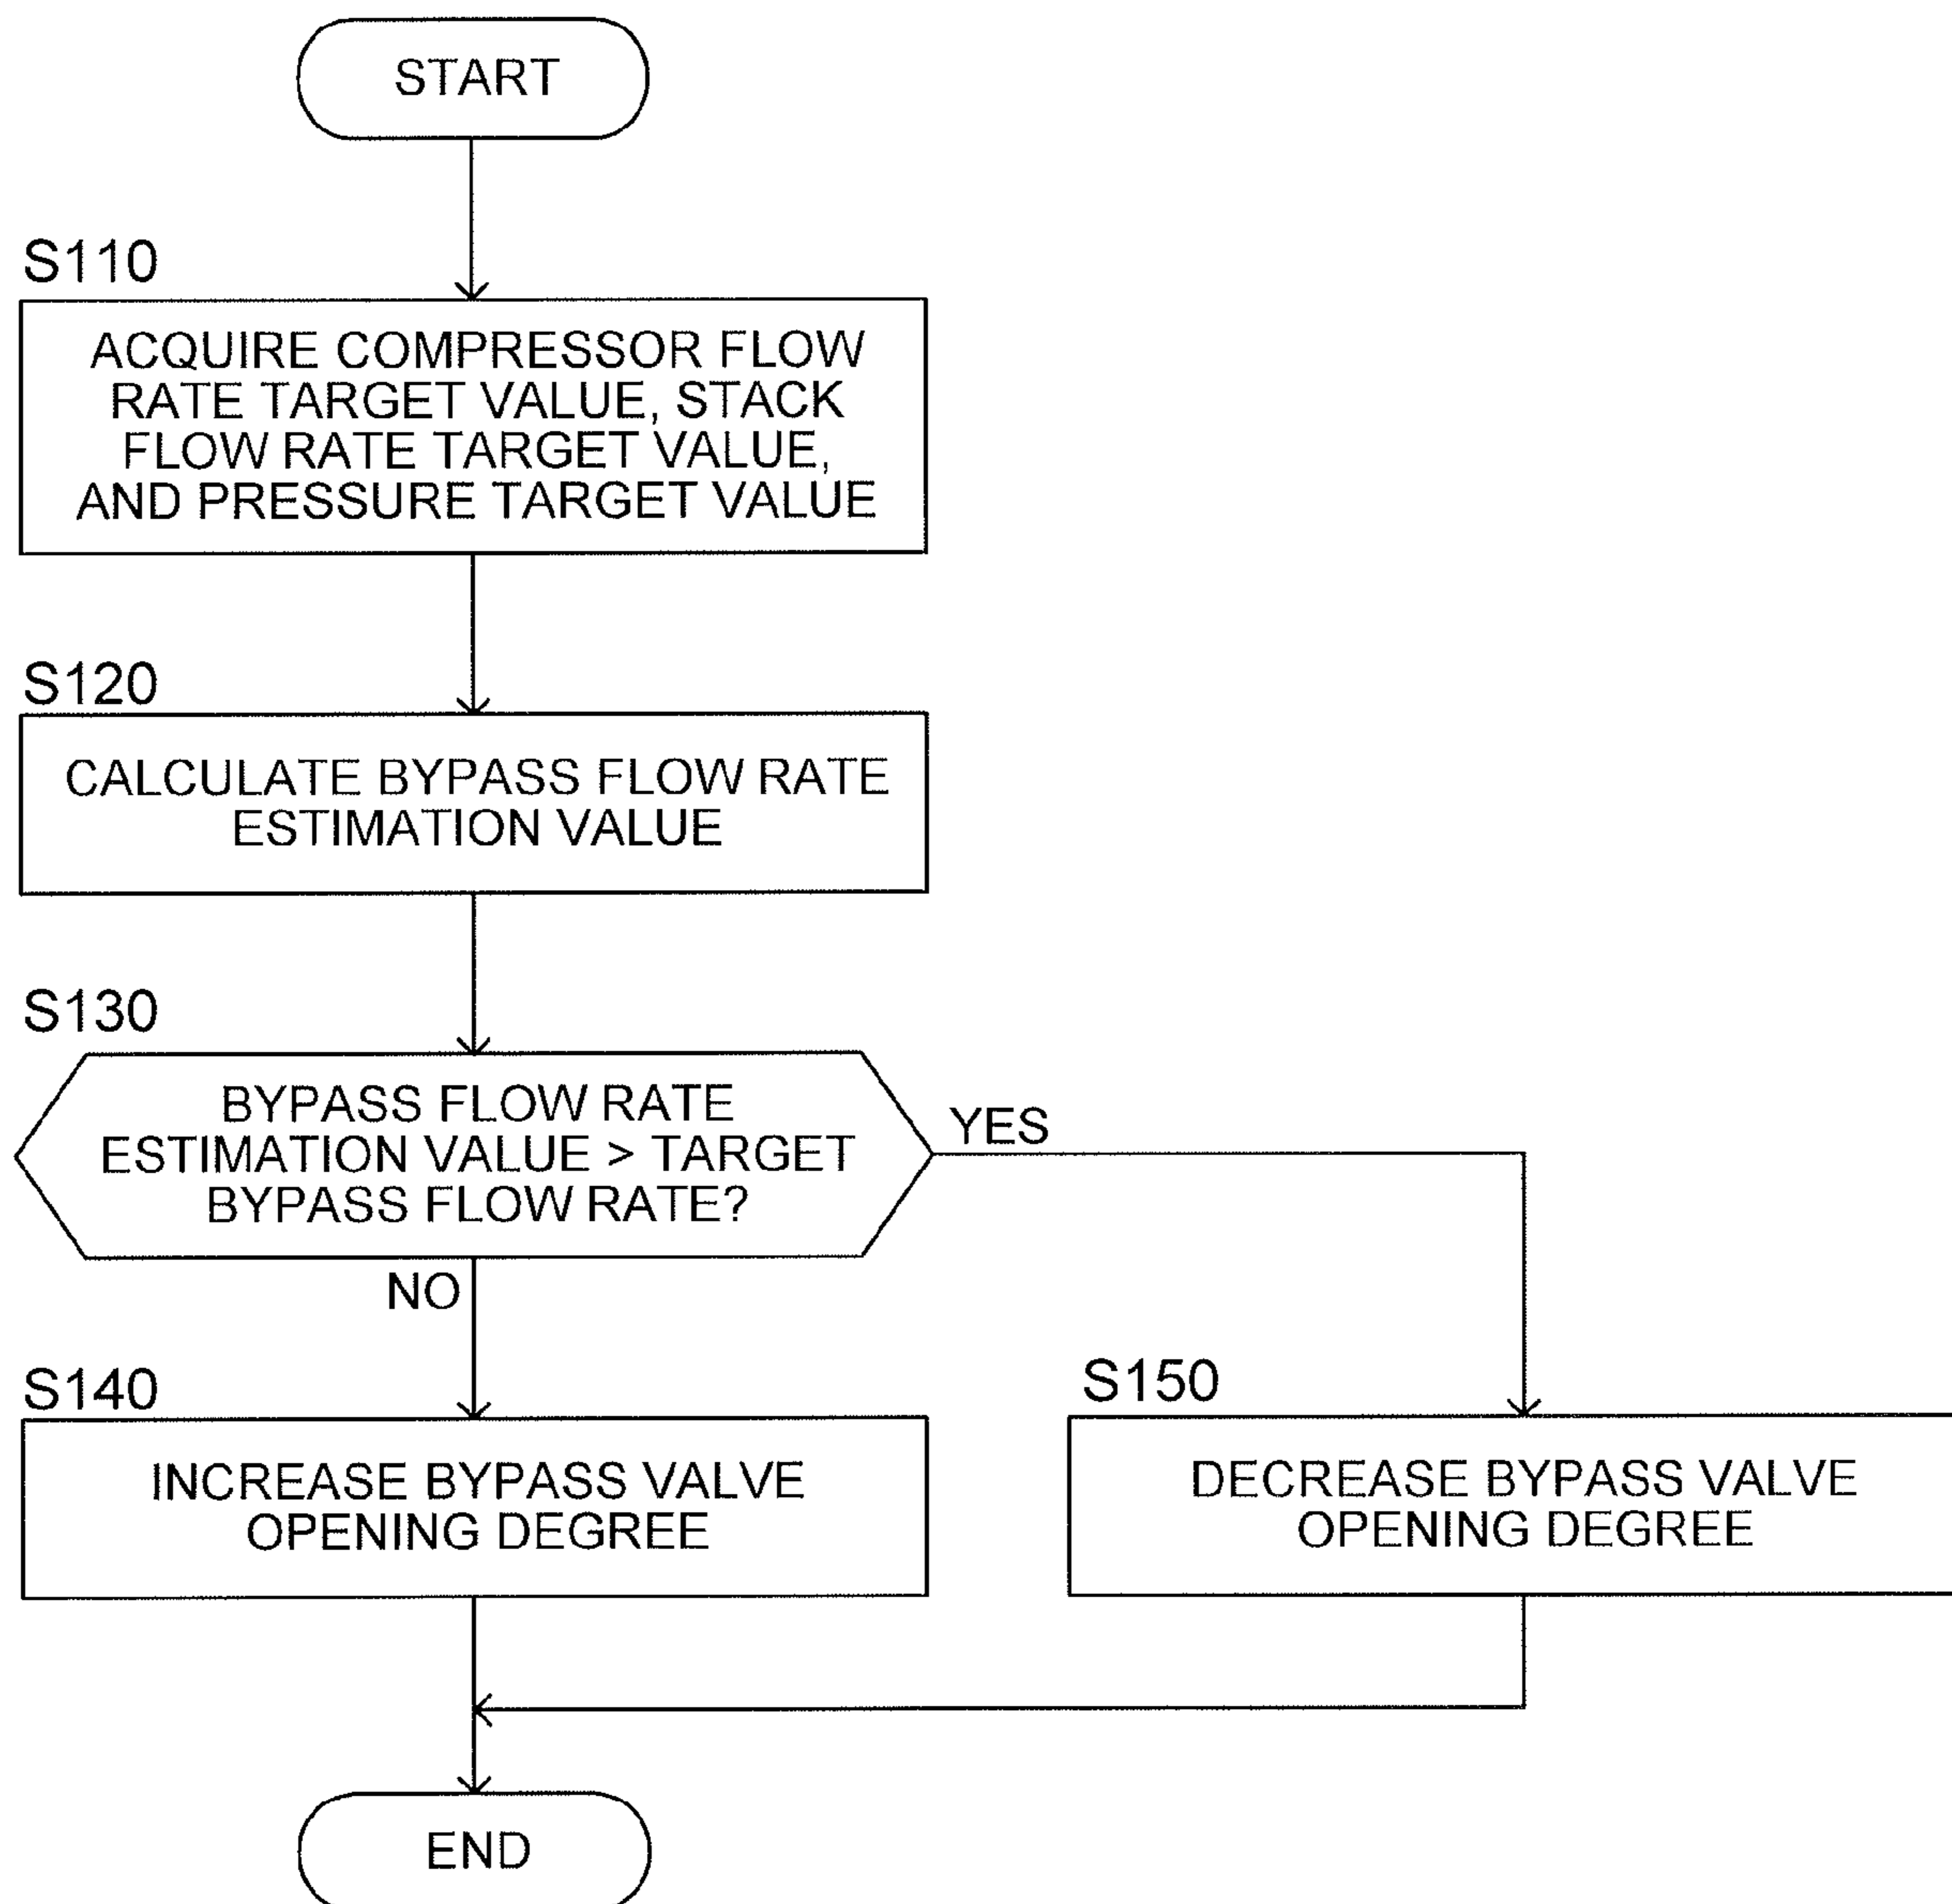 START
S110
ACQUIRE COMPRESSOR FLOW
RATE TARGET VALUE, STACK
FLOW RATE TARGET VALUE,
AND PRESSURE TARGET VALUE
S120
CALCULATE BYPASS FLOW RATE
ESTIMATION VALUE
S130
BYPASS FLOW RATE
ESTIMATION VALUE > TARGET
BYPASS FLOW RATE?
YES
NO
S140
INCREASE BYPASS VALVE
OPENING DEGREE
S150
DECREASE BYPASS VALVE
OPENING DEGREE
END